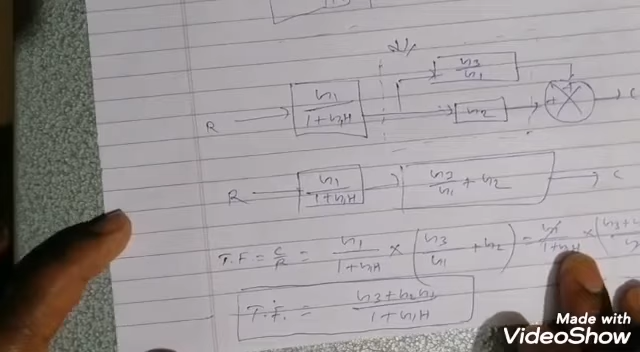 G3
G1
R
G1
1+G1H
G2
C
R
G1
1+G1H
G3
G1 + G2
C
T.F. = C/R = G1/1+G1H × (G3/G1 + G2) = G1/1+G1H × (G3+G
T.F. = G3+G2G1/1+G1H
Made with
VideoShow